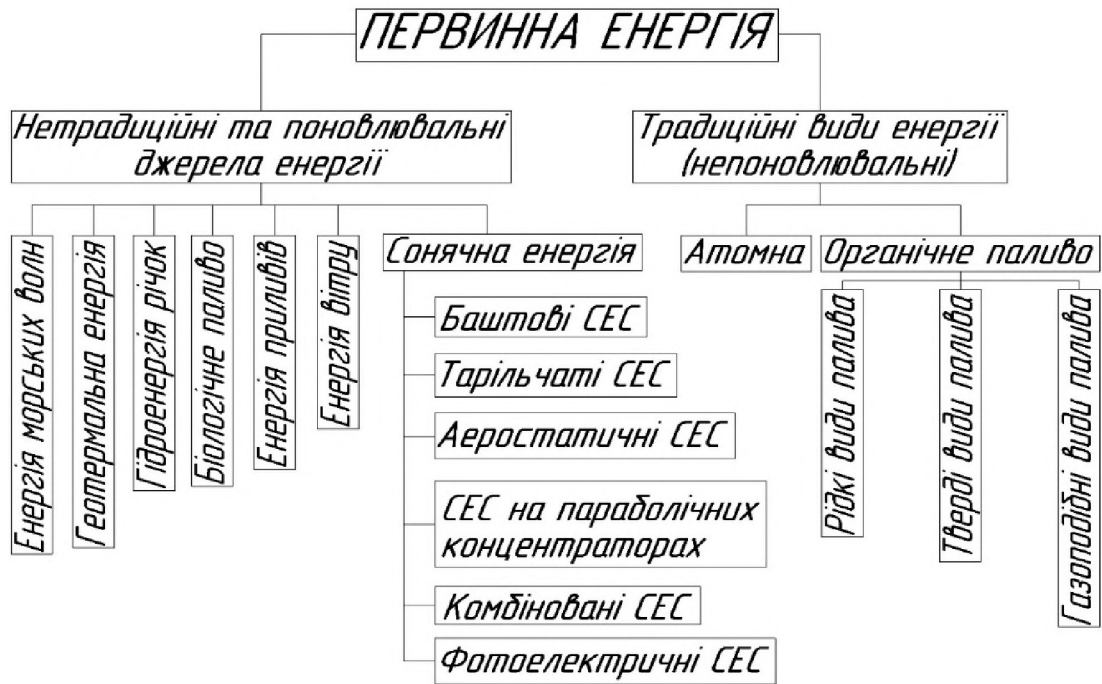 ПЕРВИННА ЕНЕРГІЯ
Нетрадиційні та поновлювальні
джерела енергії
Традиційні види енергії
(непоновлювальні)
Енергія морських волн
Геотермальна енергія
Гідроенергія річок
Біологічне паливо
Енергія приливів
Енергія вітру
Сонячна енергія
Баштові СЕС
Тарільчаті СЕС
Аеростатичні СЕС
СЕС на параболічних
концентраторах
Комбіновані СЕС
Фотоелектричні СЕС
Атомна
Органічне паливо
Рідкі види палива
Тверді види палива
Газоподібні види палива